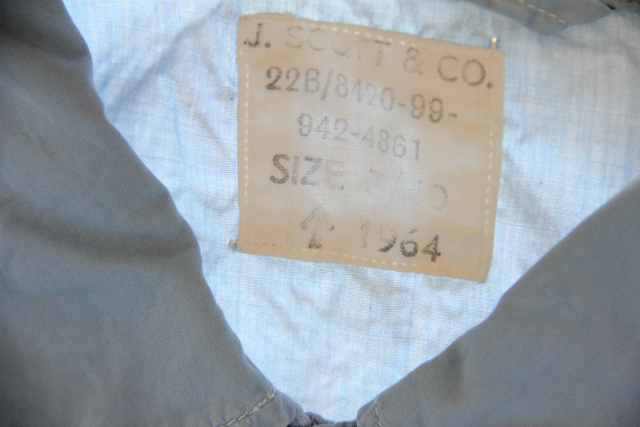 J. SCOTT & CO.
22B/8420-99-
942-4861
SIZE
1964